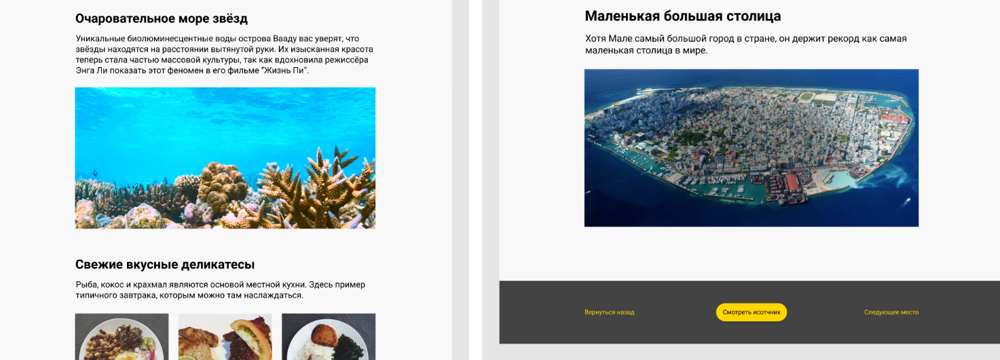 Очаровательное море звёзд
Уникальные биолюминесцентные воды острова Вааду вас уверят, что
звёзды находятся на расстоянии вытянутой руки. Их изысканная красота
теперь стала частью массовой культуры, так как вдохновила режиссёра
Энга Ли показать этот феномен в его фильме “Жизнь Пи“.
Свежие вкусные деликатесы
Рыба, кокос и крахмал являются основой местной кухни. Здесь пример
типичного завтрака, которым можно там наслаждаться.
Маленькая большая столица
Хотя Мале самый большой город в стране, он держит рекорд как самая
маленькая столица в мире.
Вернуться назад
Смотреть исотчник
Следующее место